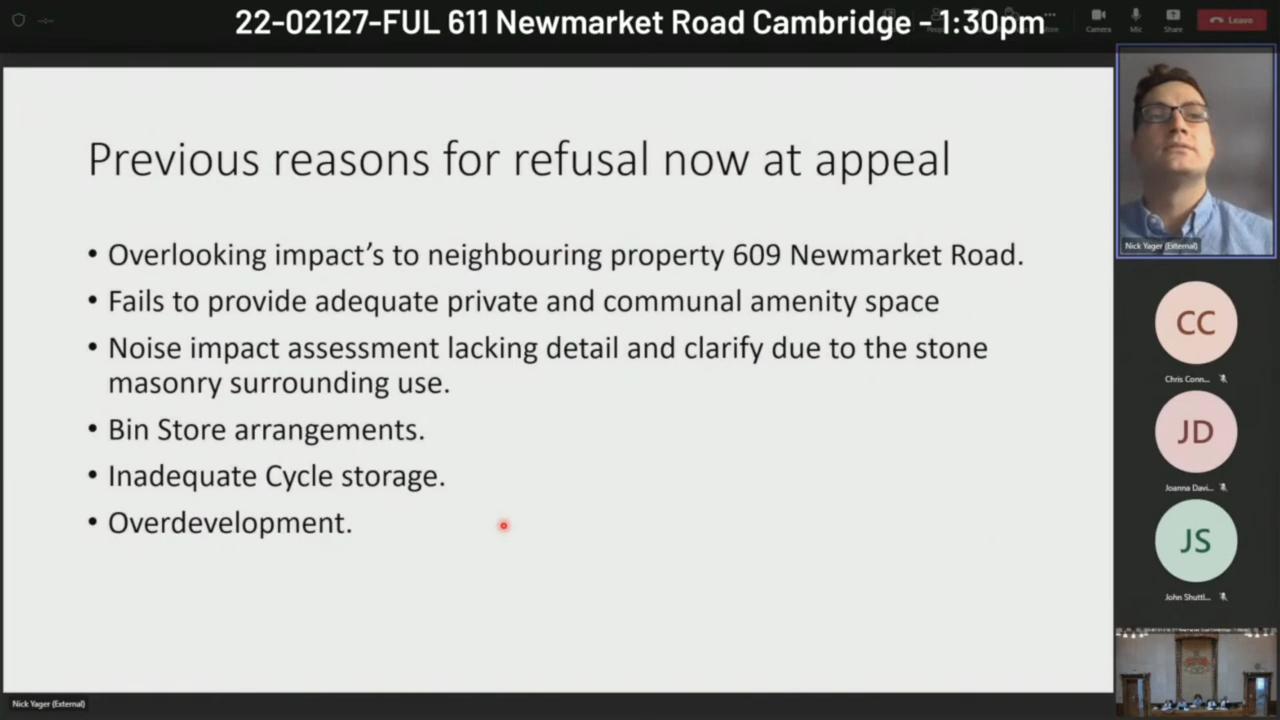 22-02127-FUL 611 Newmarket Road Cambridge - 1:30pm
Camera
Mic
Share
Leave
Previous reasons for refusal now at appeal
• Overlooking impact's to neighbouring property 609 Newmarket Road.
• Fails to provide adequate private and communal amenity space
• Noise impact assessment lacking detail and clarify due to the stone
masonry surrounding use.
• Bin Store arrangements.
• Inadequate Cycle storage.
• Overdevelopment.
Nick Yager (External)
CC
Chris Conn...
JD
Joanna Davi...
JS
John Shuttl...
Nick Yager (External)